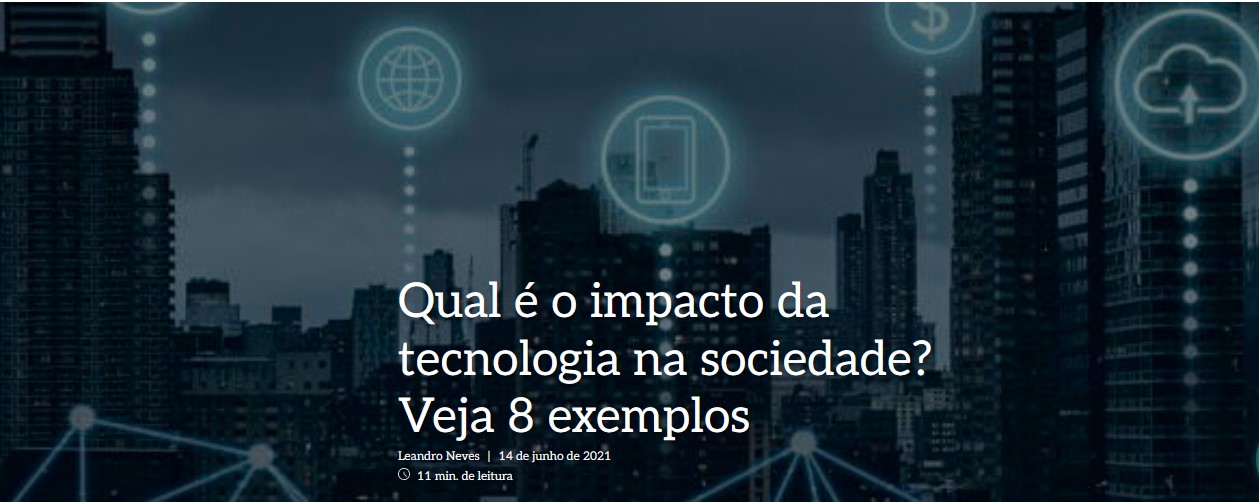 Qual é o impacto da
tecnologia na sociedade?
Veja 8 exemplos
Leandro Neves | 14 de junho de 2021
11 min. de leitura